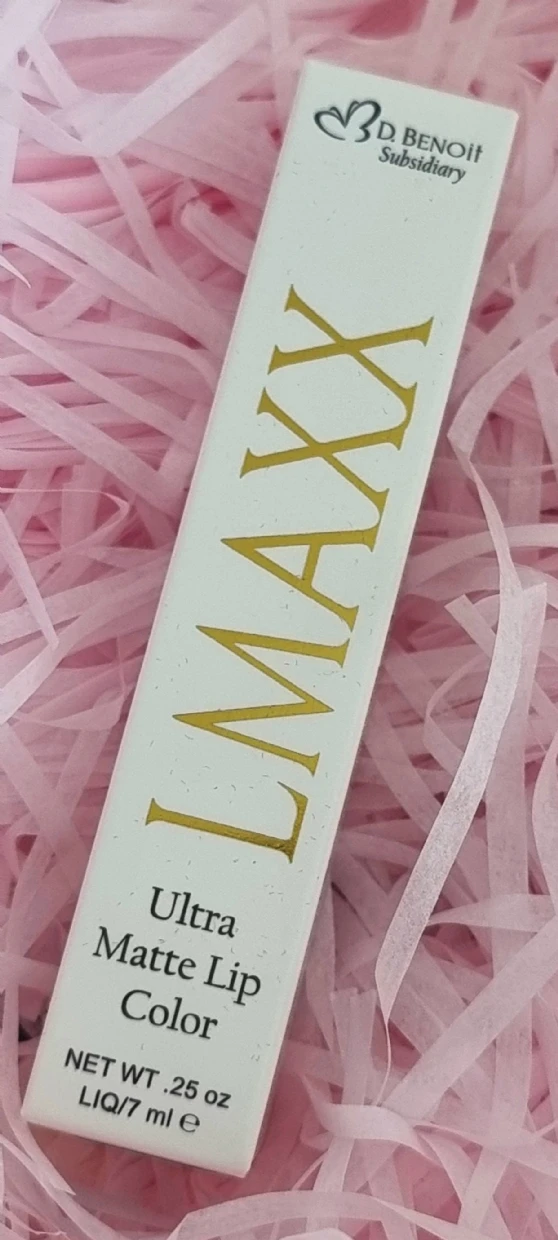 D. BENOit
Subsidiary
LMAXX
Ultra
Matte Lip
Color
NET WT .25 oz
LIQ/7 ml ℮